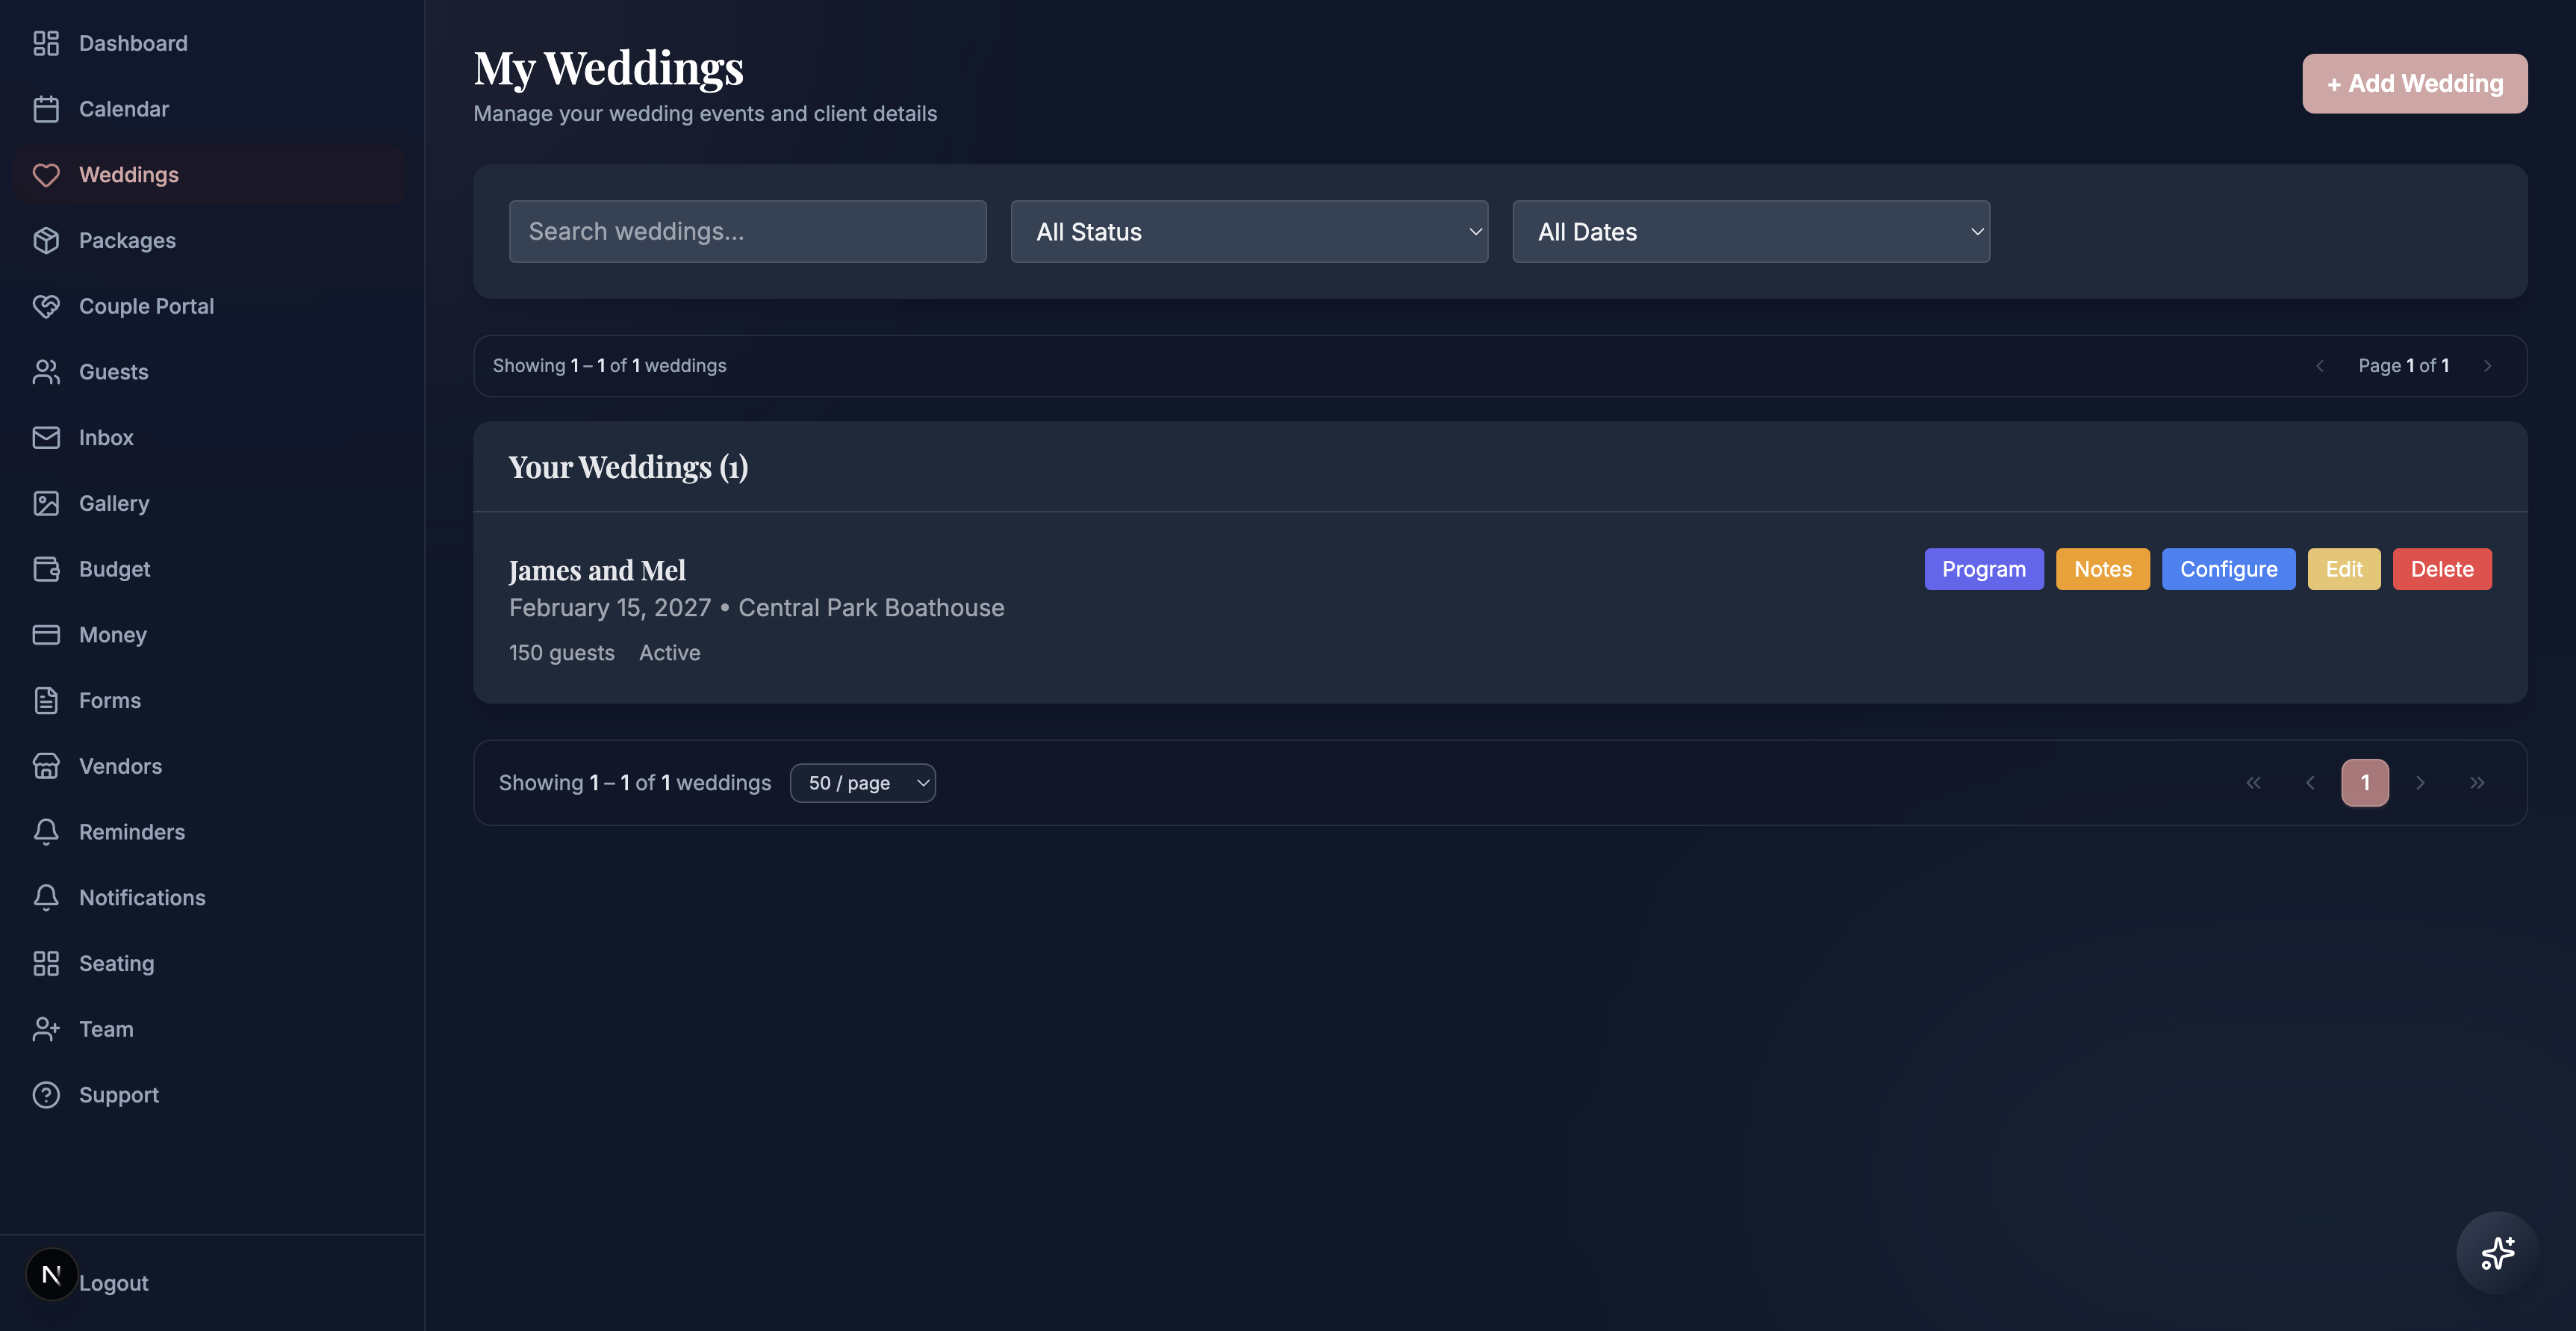 Dashboard
Calendar
Weddings
Packages
Couple Portal
Guests
Inbox
Gallery
Budget
Money
Forms
Vendors
Reminders
Notifications
Seating
Team
Support
N
Logout
My Weddings
Manage your wedding events and client details
+ Add Wedding
Search weddings...
All Status
All Dates
Showing 1 – 1 of 1 weddings
Page 1 of 1
Your Weddings (1)
James and Mel
February 15, 2027 • Central Park Boathouse
150 guests Active
Program
Notes
Configure
Edit
Delete
Showing 1 – 1 of 1 weddings
50 / page
« ‹ 1 › »